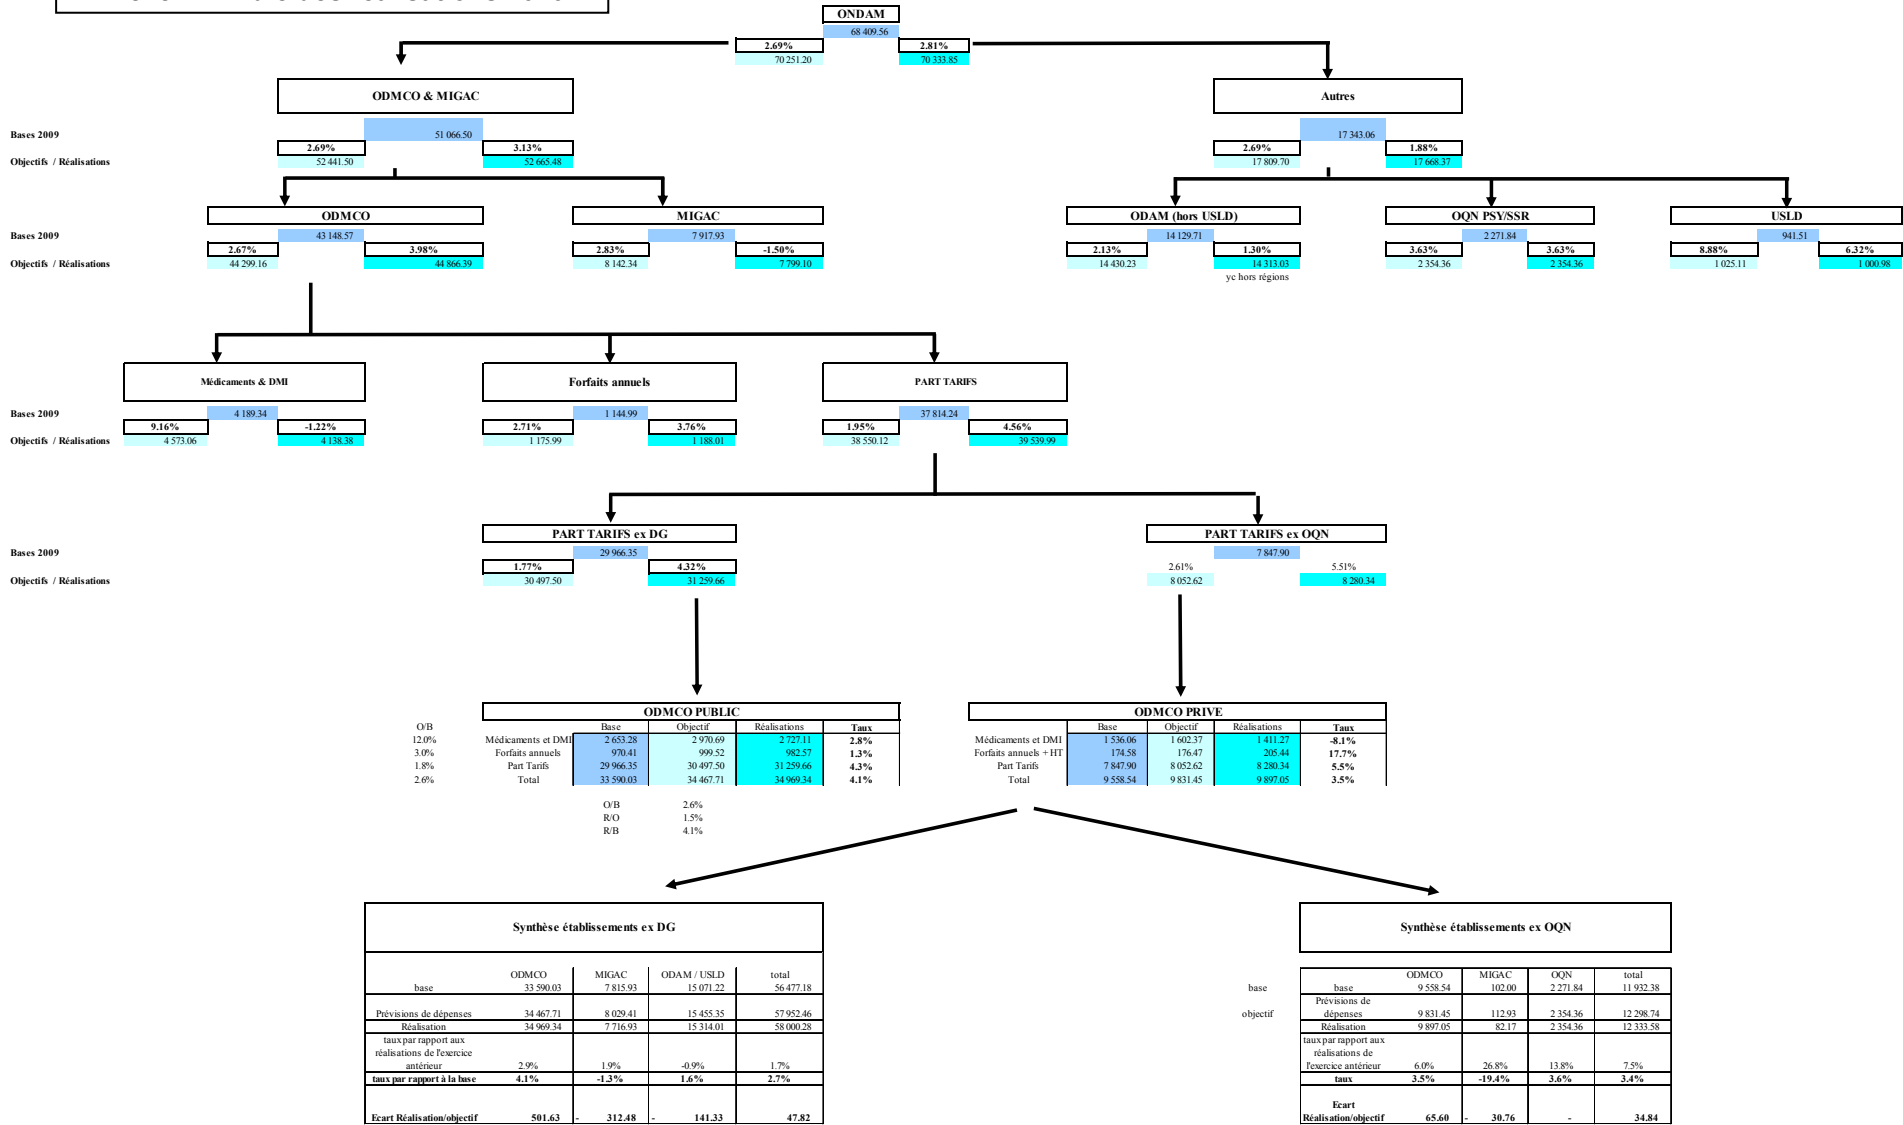 ONDAM
68 409.56
2.69% 2.81%
70 251.20 70 333.85
ODMCO & MIGAC Autres
Bases 2009 51 066.50 17 343.06
2.69% 3.13% 2.69% 1.88%
Objectifs / Réalisations 52 441.50 52 665.48 17 809.70 17 668.37
ODMCO MIGAC ODAM (hors USLD) OQN PSY/SSR USLD
Bases 2009 43 148.57 7 917.93 14 129.71 2 271.84 941.51
2.67% 3.98% 2.83% -1.50% 2.13% 1.30% 3.63% 3.63% 8.88% 6.32%
Objectifs / Réalisations 44 299.16 44 866.39 8 142.34 7 799.10 14 430.23 14 313.03 2 354.36 2 354.36 1 025.11 1 000.98
yc hors régions
Médicaments & DMI Forfaits annuels PART TARIFS
Bases 2009 4 189.34 1 144.99 37 814.24
9.16% -1.22% 2.71% 3.76% 1.95% 4.56%
Objectifs / Réalisations 4 573.06 4 138.38 1 175.99 1 188.01 38 550.12 39 539.99
PART TARIFS ex DG PART TARIFS ex OQN
Bases 2009 29 966.35 7 847.90
1.77% 4.32% 2.61% 5.51%
Objectifs / Réalisations 30 497.50 31 259.66 8 052.62 8 280.34
ODMCO PUBLIC ODMCO PRIVE
O/B Base Objectif Réalisations Taux Base Objectif Réalisations Taux
12.0% Médicaments et DMI 2 653.28 2 970.69 2 727.11 2.8% Médicaments et DMI 1 536.06 1 602.37 1 411.27 -8.1%
3.0% Forfaits annuels 970.41 999.52 982.57 1.3% Forfaits annuels + HT 174.58 176.47 205.44 17.7%
1.8% Part Tarifs 29 966.35 30 497.50 31 259.66 4.3% Part Tarifs 7 847.90 8 052.62 8 280.34 5.5%
2.6% Total 33 590.03 34 467.71 34 969.34 4.1% Total 9 558.54 9 831.45 9 897.05 3.5%
O/B 2.6%
R/O 1.5%
R/B 4.1%
Synthèse établissements ex DG Synthèse établissements ex OQN
ODMCO MIGAC ODAM / USLD total ODMCO MIGAC OQN total
base 33 590.03 7 815.93 15 071.22 56 477.18 base base 9 558.54 102.00 2 271.84 11 932.38
Prévisions de
Prévisions de dépenses 34 467.71 8 029.41 15 455.35 57 952.46 objectif dépenses 9 831.45 112.93 2 354.36 12 298.74
Réalisation 34 969.34 7 716.93 15 314.01 58 000.28 Réalisation 9 897.05 82.17 2 354.36 12 333.58
taux par rapport aux taux par rapport aux
réalisations de l'exercice réalisations de
antérieur 2.9% 1.9% -0.9% 1.7% l'exercice antérieur 6.0% 26.8% 13.8% 7.5%
taux par rapport à la base 4.1% -1.3% 1.6% 2.7% taux 3.5% -19.4% 3.6% 3.4%
Ecart
Ecart Réalisation/objectif 501.63 - 312.48 - 141.33 47.82 Réalisation/objectif 65.60 - 30.76 - 34.84